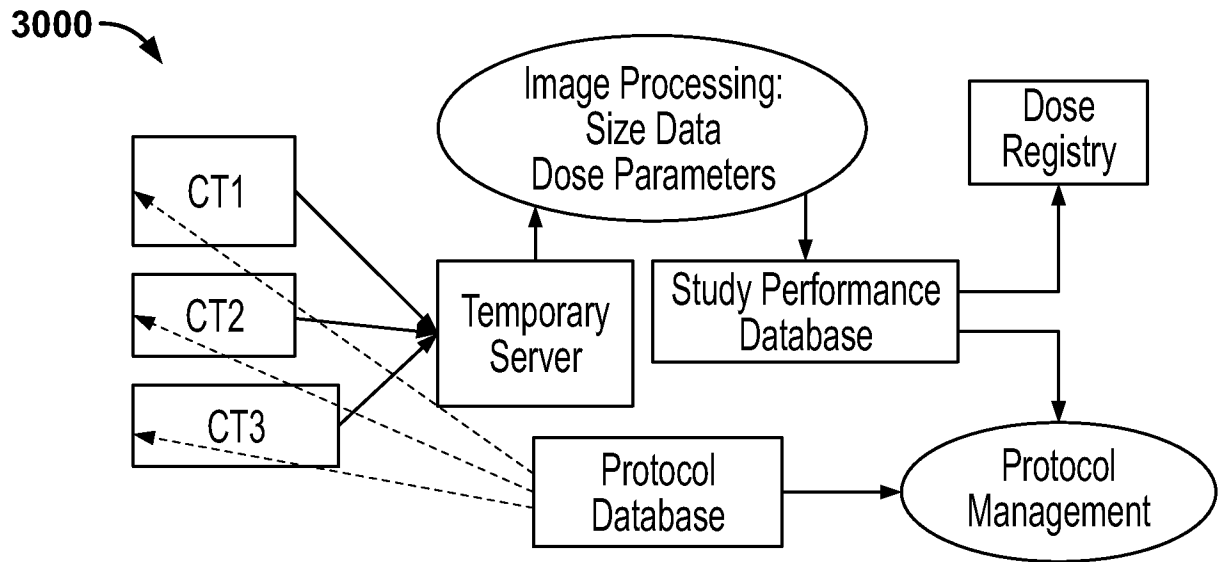 3000
CT1
CT2
CT3
Temporary
Server
Image Processing:
Size Data
Dose Parameters
Study Performance
Database
Dose
Registry
Protocol
Database
Protocol
Management